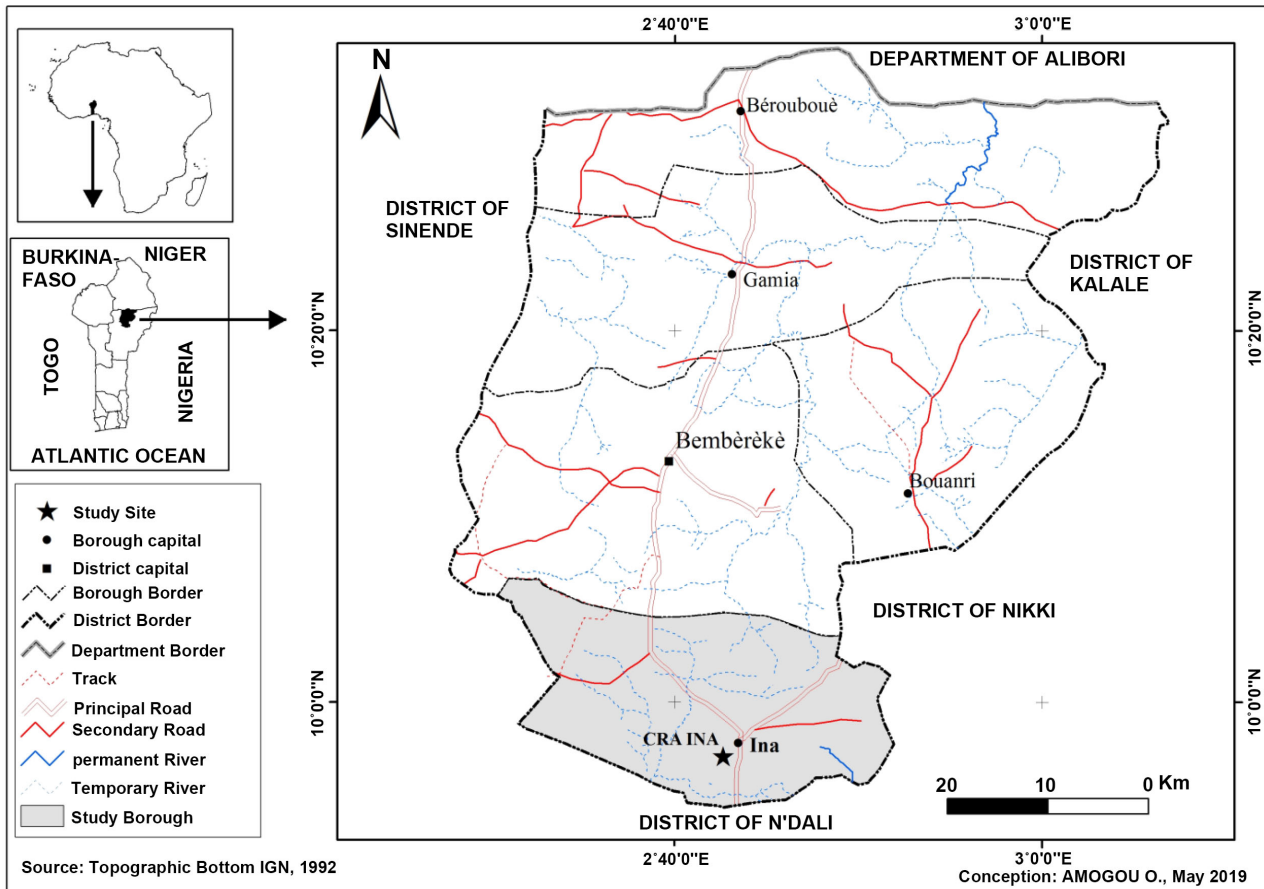 2˚40'0"E
3˚0'0"E
N
DEPARTMENT OF ALIBORI
Béroubouè
DISTRICT OF
SINENDE
BURKINA-
FASO
NIGER
TOGO
NIGERIA
ATLANTIC OCEAN
DISTRICT OF
KALALE
Gamia
10˚20'0"N
10˚20'0"N
Bembèrèkè
Bouanri
DISTRICT OF NIKKI
10˚0'0"N
10˚0'0"N
CRA INA
Ina
20
10
0 Km
DISTRICT OF N'DALI
2˚40'0"E
3˚0'0"E
Study Site
Borough capital
District capital
Borough Border
District Border
Department Border
Track
Principal Road
Secondary Road
permanent River
Temporary River
Study Borough
Source: Topographic Bottom IGN, 1992
Conception: AMOGOU O., May 2019